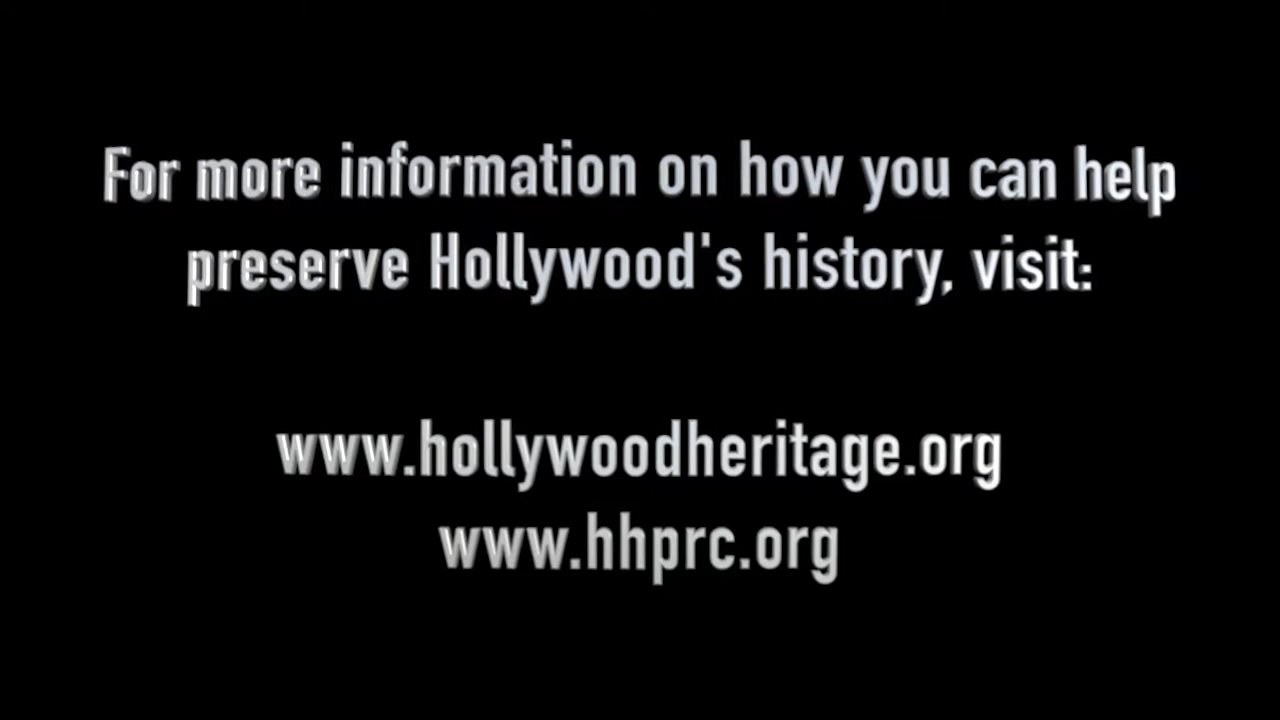 For more information on how you can help
preserve Hollywood's history, visit:
www.hollywoodheritage.org
www.hhprc.org